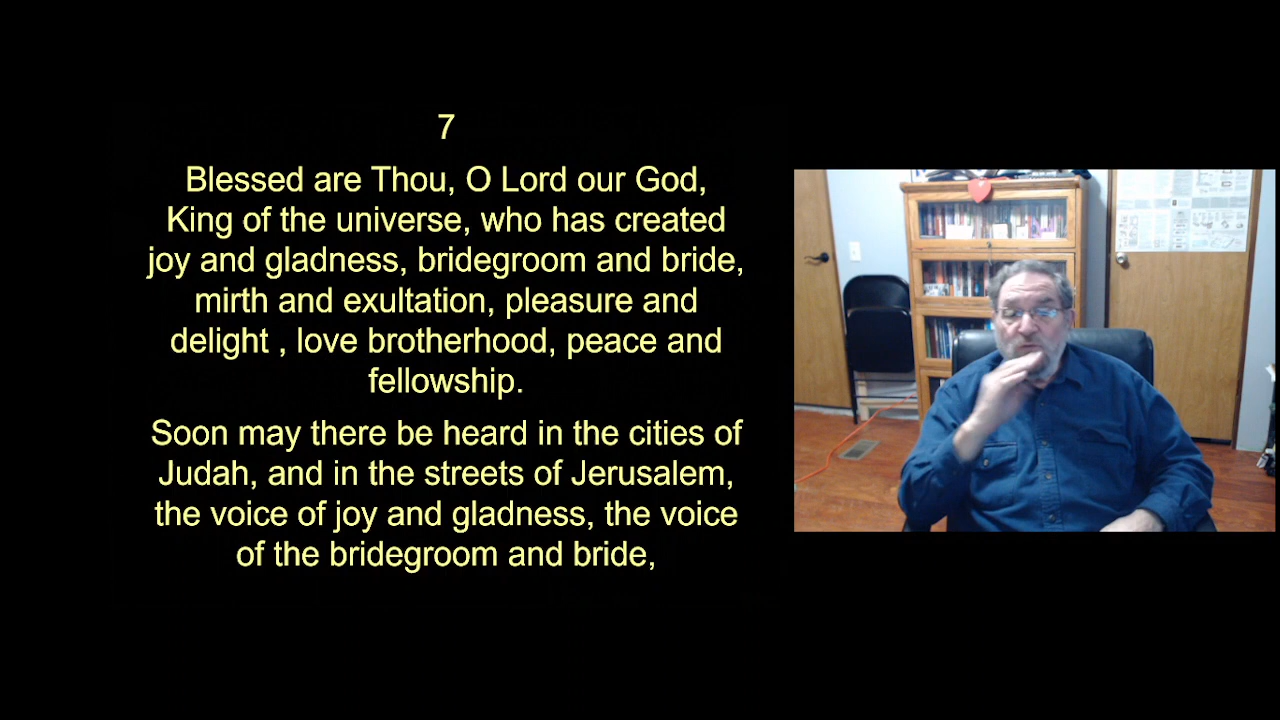 7
Blessed are Thou, O Lord our God,
King of the universe, who has created
joy and gladness, bridegroom and bride,
mirth and exultation, pleasure and
delight , love brotherhood, peace and
fellowship.
Soon may there be heard in the cities of
Judah, and in the streets of Jerusalem,
the voice of joy and gladness, the voice
of the bridegroom and bride,